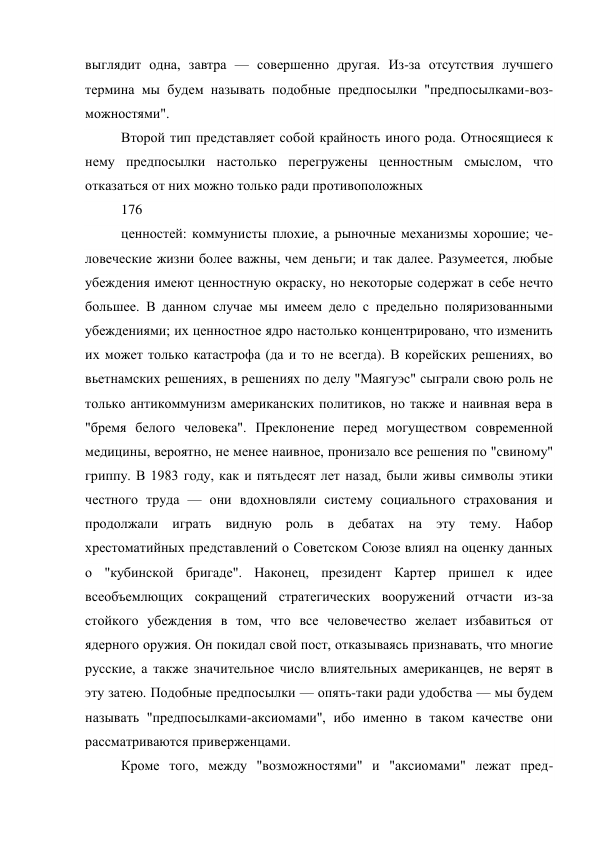 выглядит одна, завтра — совершенно другая. Из-за отсутствия лучшего
термина мы будем называть подобные предпосылки "предпосылками-воз-
можностями".
Второй тип представляет собой крайность иного рода. Относящиеся к
нему предпосылки настолько перегружены ценностным смыслом, что
отказаться от них можно только ради противоположных
176
ценностей: коммунисты плохие, а рыночные механизмы хорошие; че-
ловеческие жизни более важны, чем деньги; и так далее. Разумеется, любые
убеждения имеют ценностную окраску, но некоторые содержат в себе нечто
большее. В данном случае мы имеем дело с предельно поляризованными
убеждениями; их ценностное ядро настолько концентрировано, что изменить
их может только катастрофа (да и то не всегда). В корейских решениях, во
вьетнамских решениях, в решениях по делу "Маягуэс" сыграли свою роль не
только антикоммунизм американских политиков, но также и наивная вера в
"бремя белого человека". Преклонение перед могуществом современной
медицины, вероятно, не менее наивное, пронизало все решения по "свиному"
гриппу. В 1983 году, как и пятьдесят лет назад, были живы символы этики
честного труда — они вдохновляли систему социального страхования и
продолжали играть видную роль в дебатах на эту тему. Набор
хрестоматийных представлений о Советском Союзе влиял на оценку данных
о "кубинской бригаде". Наконец, президент Картер пришел к идее
всеобъемлющих сокращений стратегических вооружений отчасти из-за
стойкого убеждения в том, что все человечество желает избавиться от
ядерного оружия. Он покидал свой пост, отказываясь признавать, что многие
русские, а также значительное число влиятельных американцев, не верят в
эту затею. Подобные предпосылки — опять-таки ради удобства — мы будем
называть "предпосылками-аксиомами", ибо именно в таком качестве они
рассматриваются приверженцами.
Кроме того, между "возможностями" и "аксиомами" лежат пред-